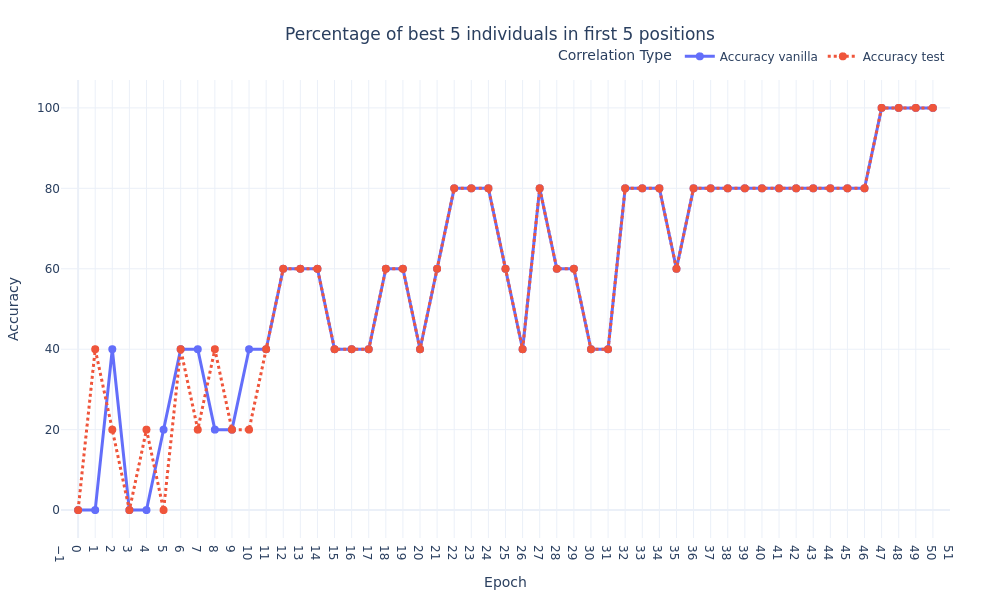 Percentage of best 5 individuals in first 5 positions
Correlation Type Accuracy vanilla Accuracy test
100
80
60
40
20
0
Accuracy
−1 0 1 2 3 4 5 6 7 8 9 10 11 12 13 14 15 16 17 18 19 20 21 22 23 24 25 26 27 28 29 30 31 32 33 34 35 36 37 38 39 40 41 42 43 44 45 46 47 48 49 50 51
Epoch